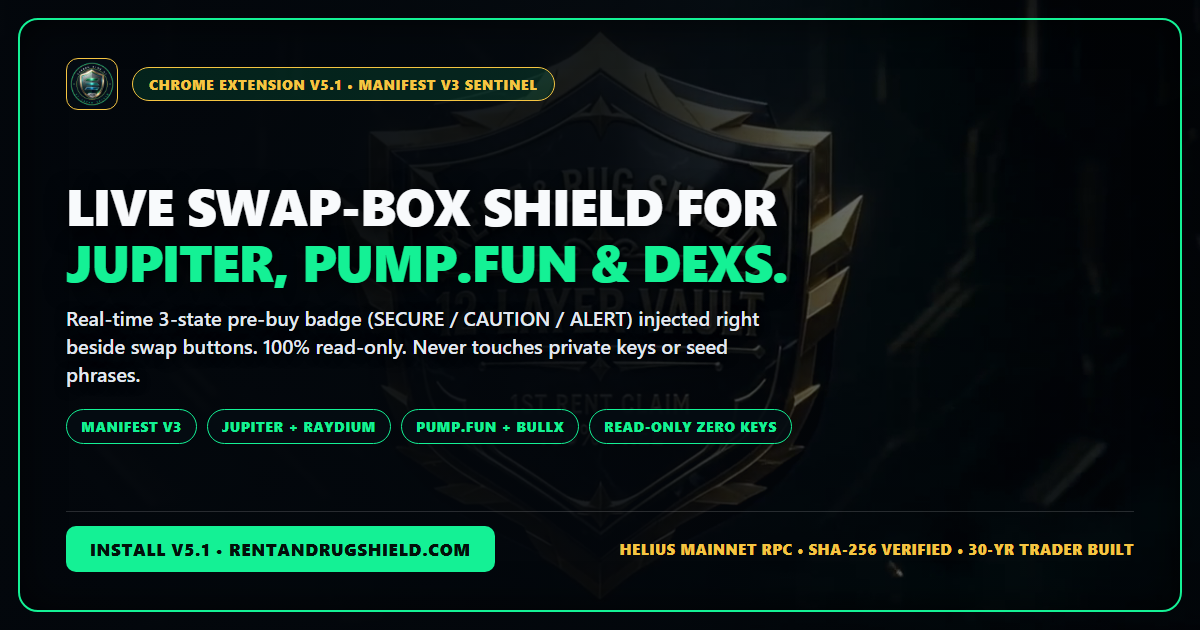 CHROME EXTENSION V5.1 • MANIFEST V3 SENTINEL
LIVE SWAP-BOX SHIELD FOR
JUPITER, PUMP.FUN & DEXS.
Real-time 3-state pre-buy badge (SECURE / CAUTION / ALERT) injected right
beside swap buttons. 100% read-only. Never touches private keys or seed
phrases.
MANIFEST V3
JUPITER + RAYDIUM
PUMP.FUN + BULLX
READ-ONLY ZERO KEYS
1ST RENT CLAIM
INSTALL V5.1 • RENTANDRUGSHIELD.COM
HELIUS MAINNET RPC • SHA-256 VERIFIED • 30-YR TRADER BUILT